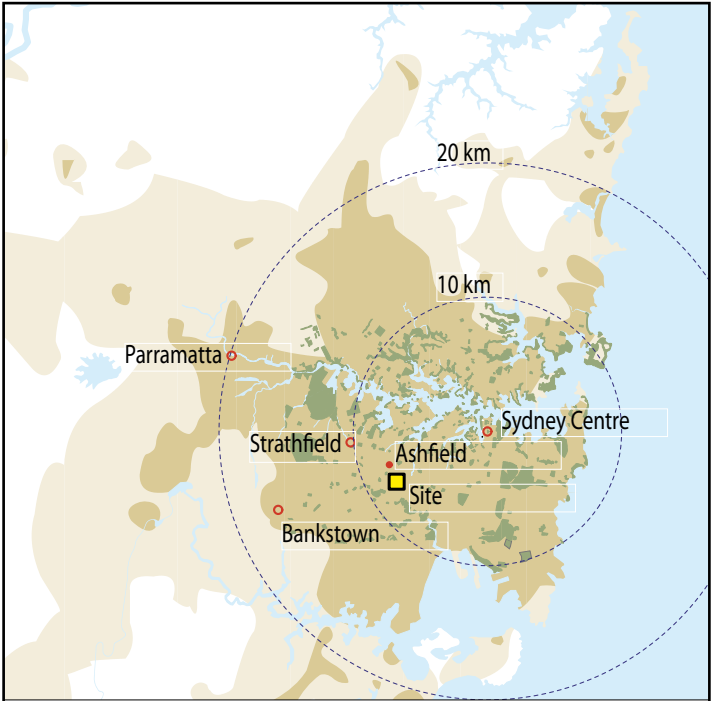 20 km
10 km
Parramatta
Sydney Centre
Strathfield
Ashfield
Site
Bankstown